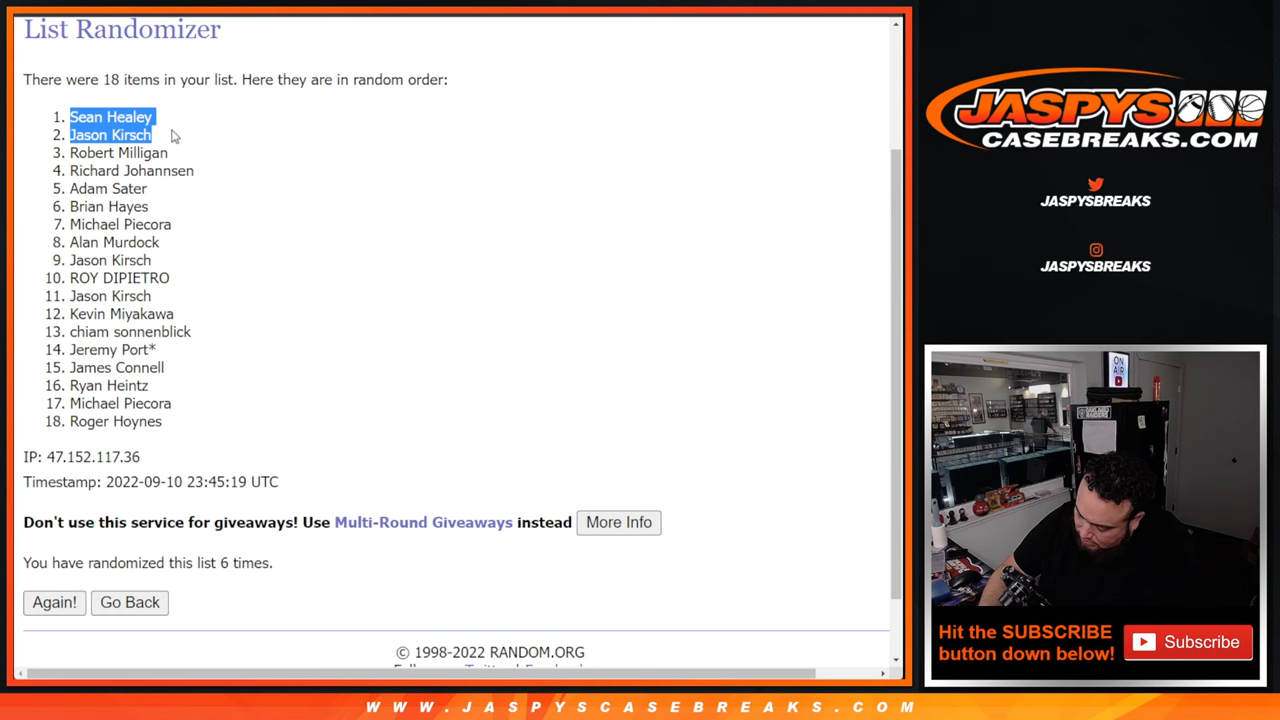 List Randomizer
There were 18 items in your list. Here they are in random order:
1. Sean Healey
2. Jason Kirsch
3. Robert Milligan
4. Richard Johannsen
5. Adam Sater
6. Brian Hayes
7. Michael Piecora
8. Alan Murdock
9. Jason Kirsch
10. ROY DIPIETRO
11. Jason Kirsch
12. Kevin Miyakawa
13. chiam sonnenblick
14. Jeremy Port*
15. James Connell
16. Ryan Heintz
17. Michael Piecora
18. Roger Hoynes
IP: 47.152.117.36
Timestamp: 2022-09-10 23:45:19 UTC
Don't use this service for giveaways! Use Multi-Round Giveaways instead More Info
You have randomized this list 6 times.
Again! Go Back
© 1998-2022 RANDOM.ORG
JASPYS
CASEBREAKS.COM
JASPYSBREAKS
JASPYSBREAKS
ON
AIR
Hit the SUBSCRIBE
button down below!
Subscribe
WWW.JASPYSCASEBREAKS.COM